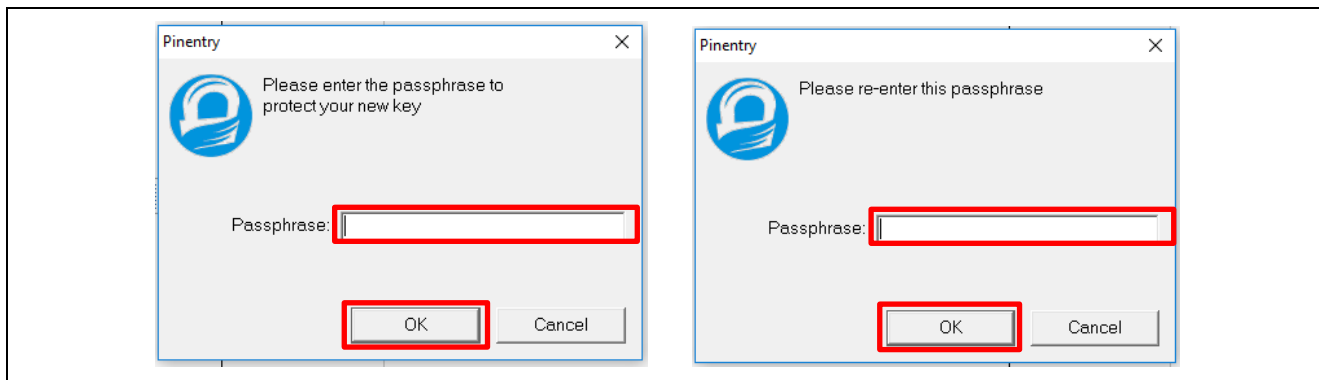 Pinentry
Please enter the passphrase to
protect your new key
Passphrase:
OK Cancel
Pinentry
Please re-enter this passphrase
Passphrase:
OK Cancel